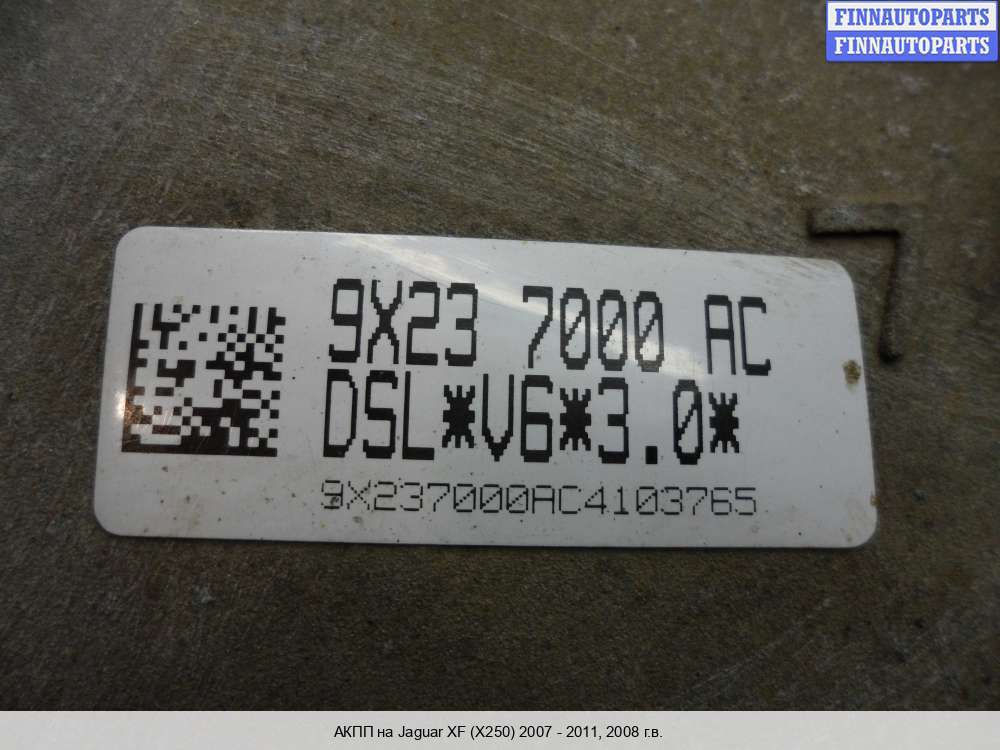 FINNAUTOPARTS
FINNAUTOPARTS
7
9X23 7000 AC
DSL*V6*3.0*
9X237000AC4103765
АКПП на Jaguar XF (X250) 2007 - 2011, 2008 г.в.